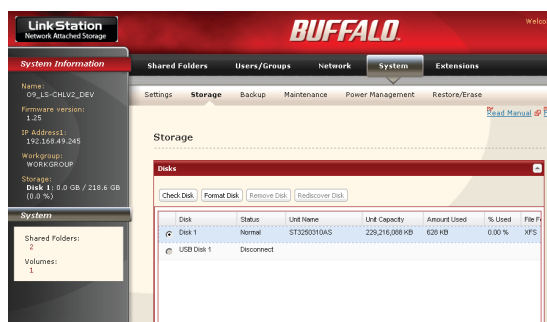 LinkStation
Network Attached Storage
BUFFALO
System Information
Name:
O9_LS-CHLV2_DEV
Firmware version:
1.25
IP Address1:
192.168.49.245
Workgroup:
WORKGROUP
Storage:
Disk 1: 0.0 GB / 218.6 GB
(0.0 %)
System
Shared Folders:
2
Volumes:
1
Shared Folders Users/Groups Network System Extensions
Settings Storage Backup Maintenance Power Management Restore/Erase
Read Manual
Storage
Disks
Check Disk Format Disk Remove Disk Rediscover Disk
Disk Status Unit Name Unit Capacity Amount Used % Used
Disk 1 Normal ST3250310AS 229,216,088 KB 628 KB 0.00 % XFS
USB Disk 1 Disconnect